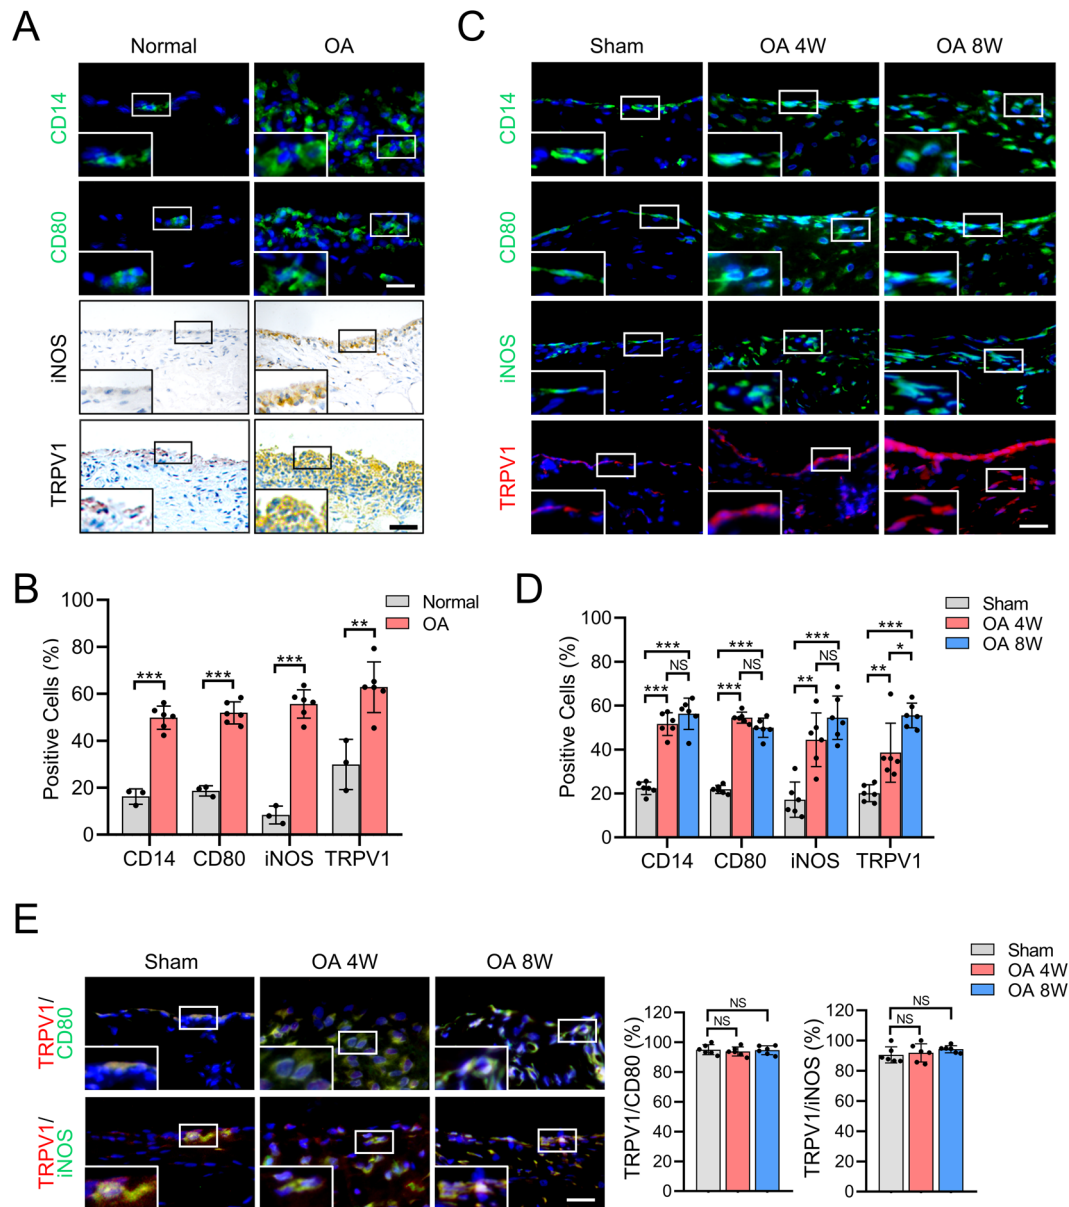 A
Normal
OA
CD14
CD80
iNOS
TRPV1
C
Sham
OA 4W
OA 8W
CD14
CD80
iNOS
TRPV1
B
Positive Cells (%)
100
80
60
40
20
0
***
***
***
**
Normal
OA
CD14
CD80
iNOS
TRPV1
D
Positive Cells (%)
100
80
60
40
20
0
***
NS
***
***
NS
***
***
NS
**
***
*
**
Sham
OA 4W
OA 8W
CD14
CD80
iNOS
TRPV1
E
Sham
OA 4W
OA 8W
TRPV1/
CD80
TRPV1/
iNOS
TRPV1/CD80 (%)
120
100
80
60
40
20
0
NS
NS
TRPV1/iNOS (%)
120
100
80
60
40
20
0
NS
NS
Sham
OA 4W
OA 8W